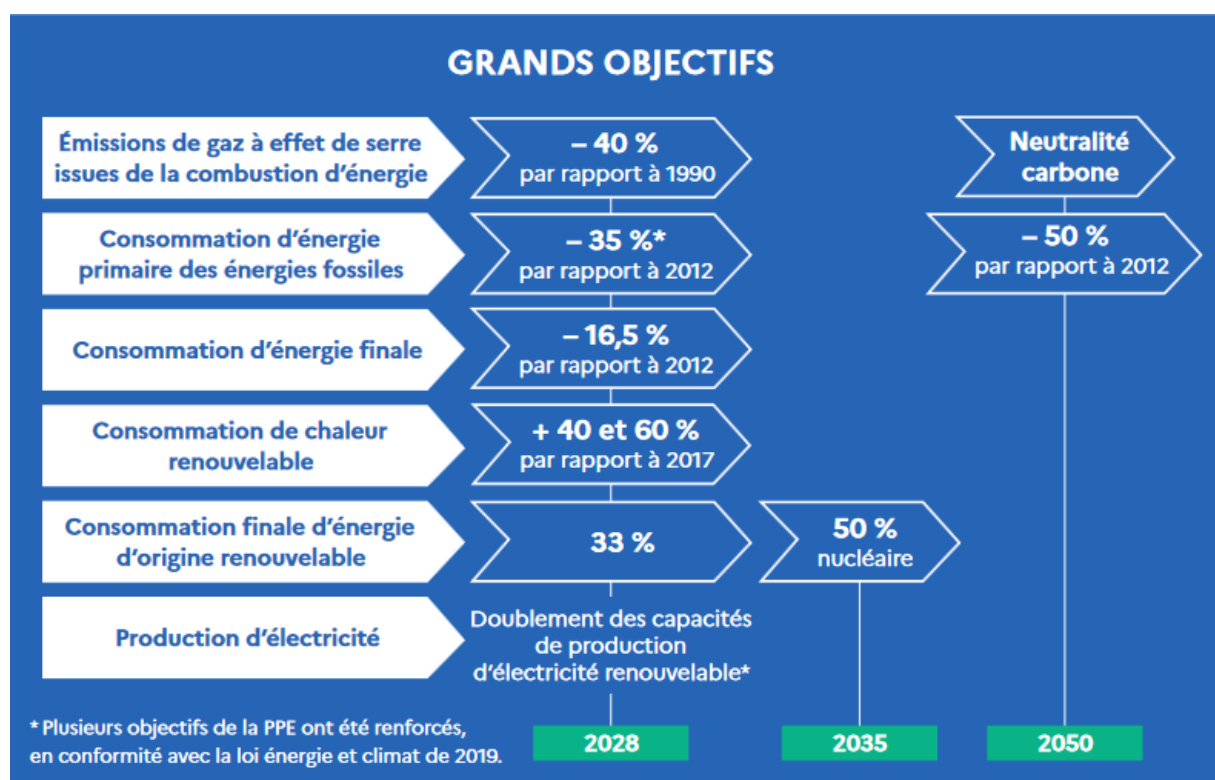 GRANDS OBJECTIFS
Émissions de gaz à effet de serre
issues de la combustion d'énergie
– 40 %
par rapport à 1990
Neutralité
carbone
Consommation d'énergie
primaire des énergies fossiles
– 35 %*
par rapport à 2012
– 50 %
par rapport à 2012
Consommation d'énergie finale
– 16,5 %
par rapport à 2012
Consommation de chaleur
renouvelable
+ 40 et 60 %
par rapport à 2017
Consommation finale d'énergie
d'origine renouvelable
33 %
50 %
nucléaire
Production d'électricité
Doublement des capacités
de production
d'électricité renouvelable*
* Plusieurs objectifs de la PPE ont été renforcés,
en conformité avec la loi énergie et climat de 2019.
2028
2035
2050